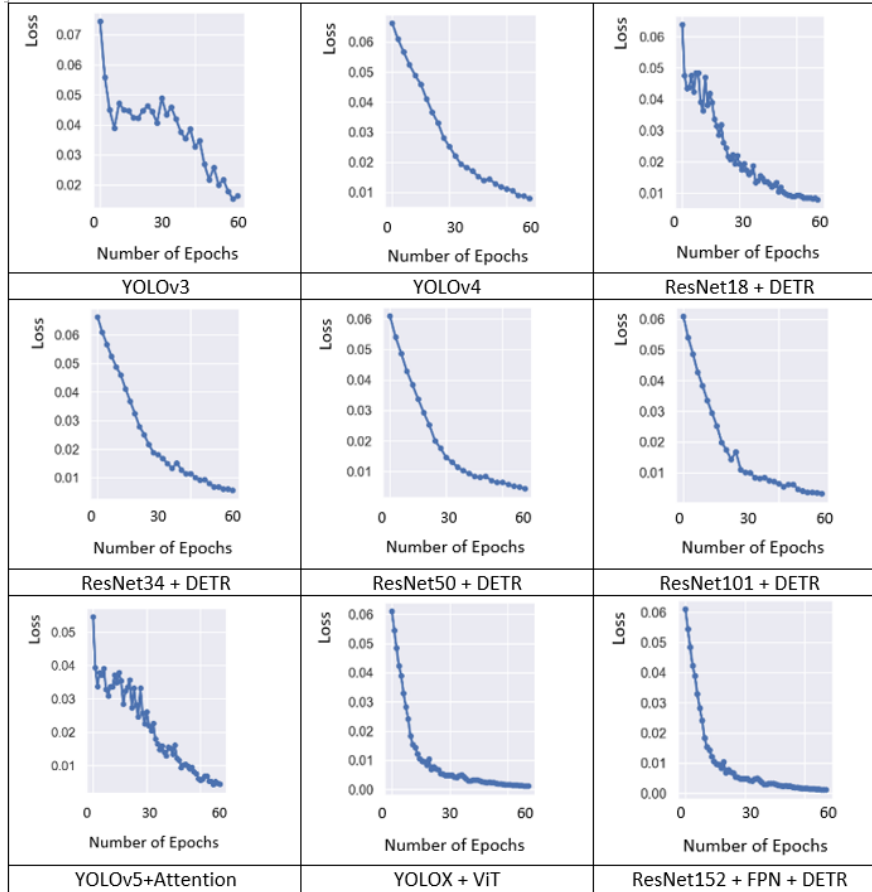 Loss
0.07
0.06
0.05
0.04
0.03
0.02
0 30 60
Number of Epochs
YOLOv3
Loss
0.06
0.05
0.04
0.03
0.02
0.01
0 30 60
Number of Epochs
YOLOv4
Loss
0.06
0.05
0.04
0.03
0.02
0.01
0 30 60
Number of Epochs
ResNet18 + DETR
Loss
0.06
0.05
0.04
0.03
0.02
0.01
0 30 60
Number of Epochs
ResNet34 + DETR
Loss
0.06
0.05
0.04
0.03
0.02
0.01
0 30 60
Number of Epochs
ResNet50 + DETR
Loss
0.06
0.05
0.04
0.03
0.02
0.01
0 30 60
Number of Epochs
ResNet101 + DETR
Loss
0.05
0.04
0.03
0.02
0.01
0 30 60
Number of Epochs
YOLOv5+Attention
Loss
0.06
0.05
0.04
0.03
0.02
0.01
0.00
0 30 60
Number of Epochs
YOLOX + ViT
Loss
0.06
0.05
0.04
0.03
0.02
0.01
0.00
0 30 60
Number of Epochs
ResNet152 + FPN + DETR